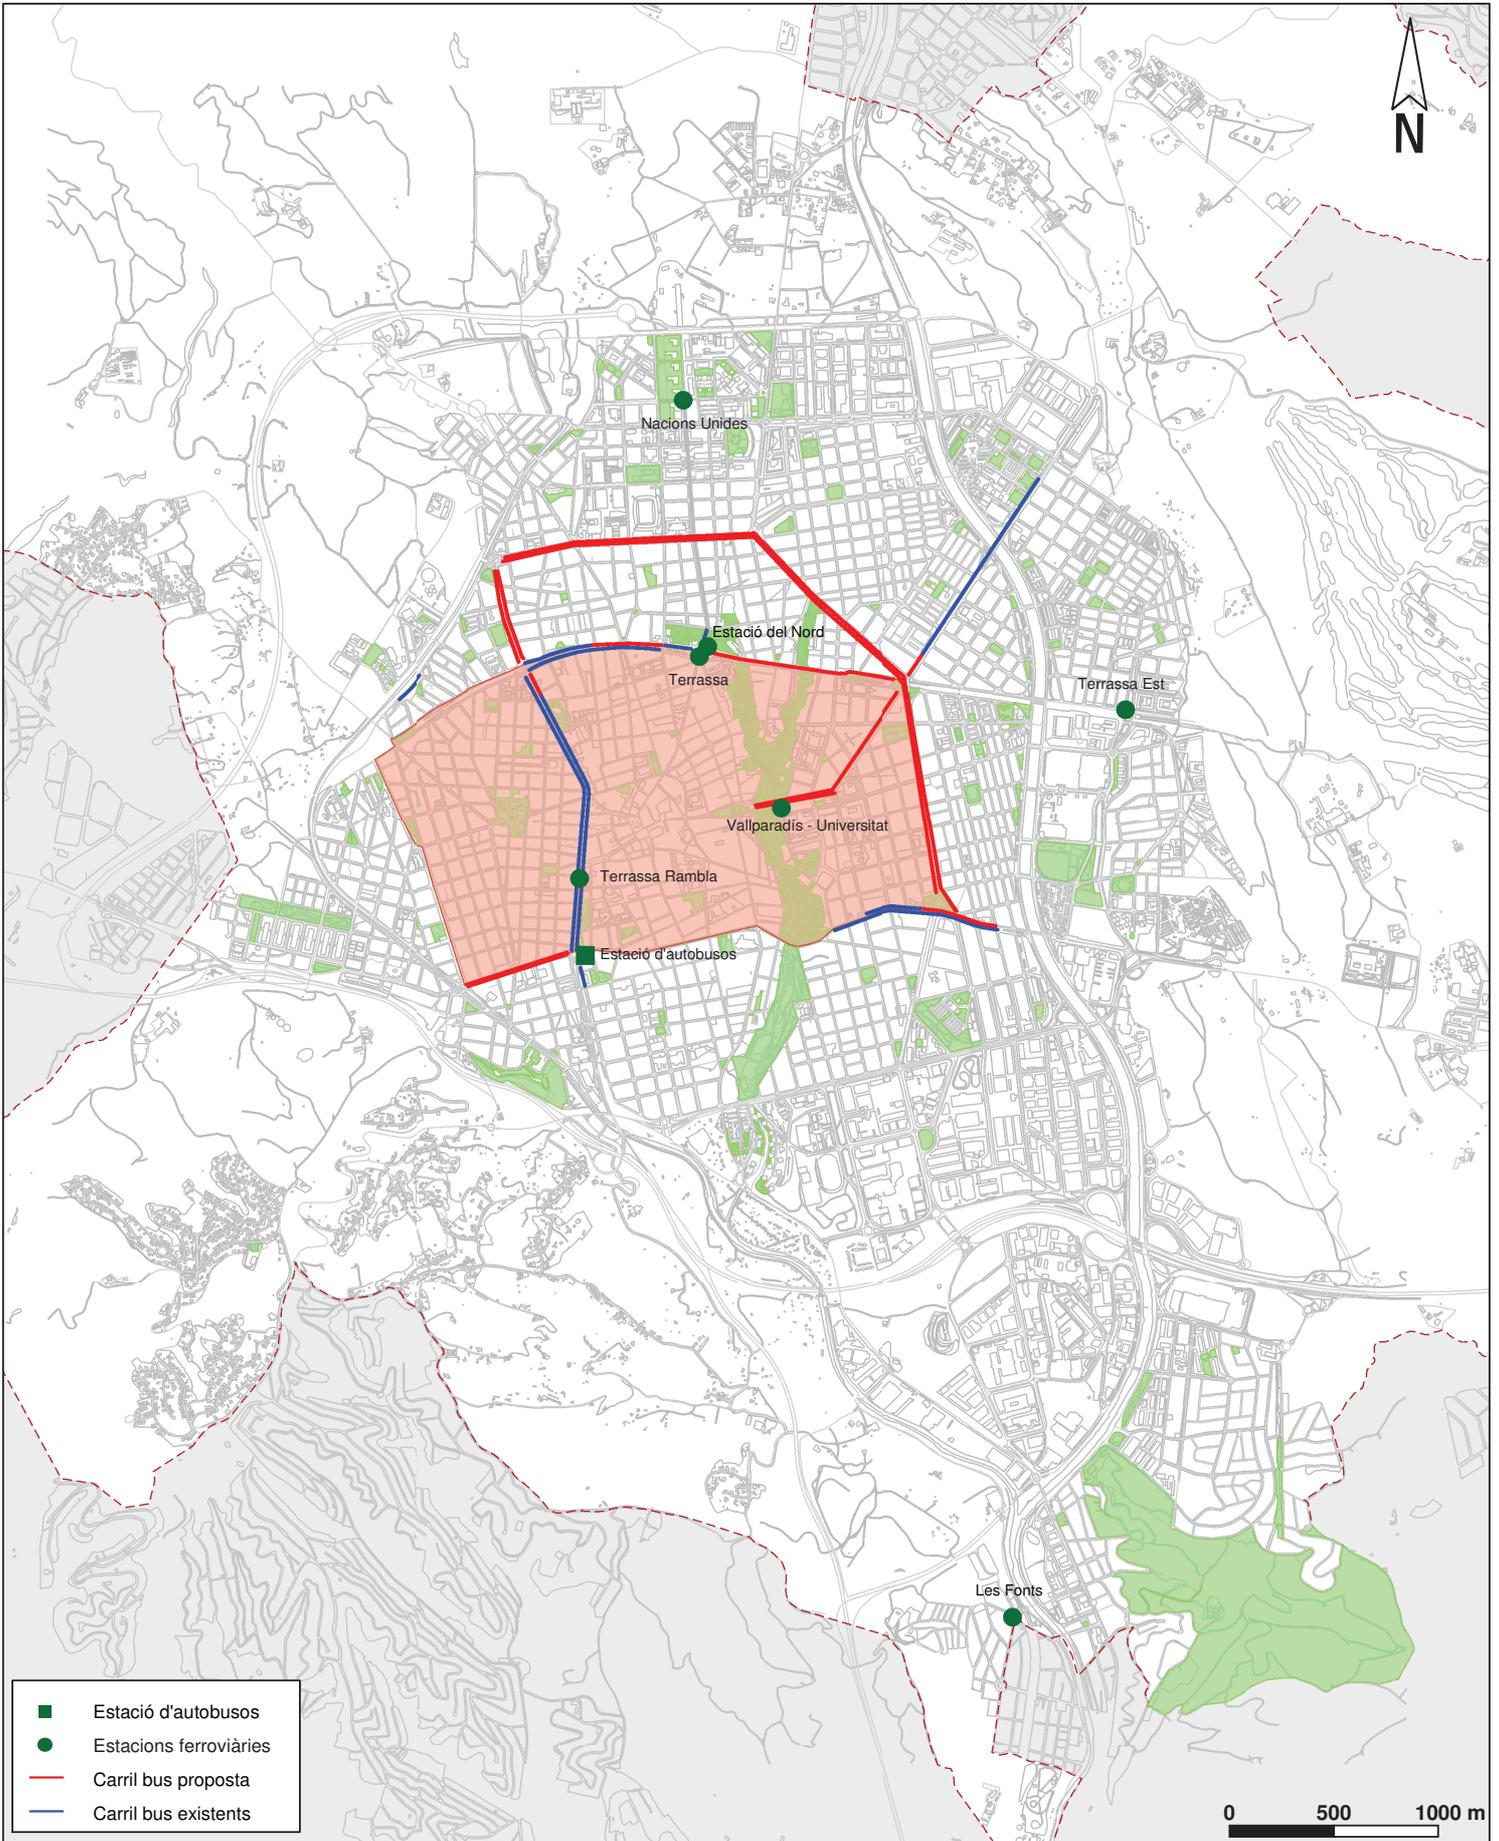 N
Nacions Unides
Estació del Nord
Terrassa
Terrassa Est
Vallparadís - Universitat
Terrassa Rambla
Estació d'autobusos
Les Fonts
Estació d'autobusos
Estacions ferroviàries
Carril bus proposta
Carril bus existents
0 500 1000 m